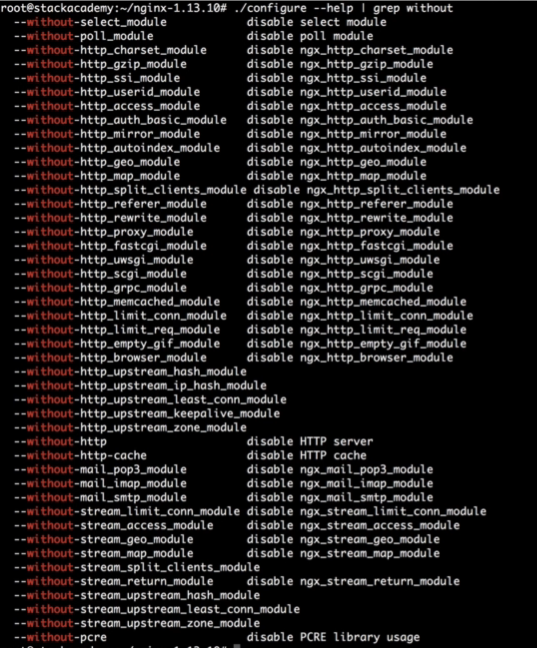 root@stackacademy:~/nginx-1.13.10# ./configure --help | grep without
--without-select_module disable select module
--without-poll_module disable poll module
--without-http_charset_module disable ngx_http_charset_module
--without-http_gzip_module disable ngx_http_gzip_module
--without-http_ssi_module disable ngx_http_ssi_module
--without-http_userid_module disable ngx_http_userid_module
--without-http_access_module disable ngx_http_access_module
--without-http_auth_basic_module disable ngx_http_auth_basic_module
--without-http_mirror_module disable ngx_http_mirror_module
--without-http_autoindex_module disable ngx_http_autoindex_module
--without-http_geo_module disable ngx_http_geo_module
--without-http_map_module disable ngx_http_map_module
--without-http_split_clients_module disable ngx_http_split_clients_module
--without-http_referer_module disable ngx_http_referer_module
--without-http_rewrite_module disable ngx_http_rewrite_module
--without-http_proxy_module disable ngx_http_proxy_module
--without-http_fastcgi_module disable ngx_http_fastcgi_module
--without-http_uwsgi_module disable ngx_http_uwsgi_module
--without-http_scgi_module disable ngx_http_scgi_module
--without-http_grpc_module disable ngx_http_grpc_module
--without-http_memcached_module disable ngx_http_memcached_module
--without-http_limit_conn_module disable ngx_http_limit_conn_module
--without-http_limit_req_module disable ngx_http_limit_req_module
--without-http_empty_gif_module disable ngx_http_empty_gif_module
--without-http_browser_module disable ngx_http_browser_module
--without-http_upstream_hash_module
--without-http_upstream_ip_hash_module
--without-http_upstream_least_conn_module
--without-http_upstream_keepalive_module
--without-http_upstream_zone_module
--without-http disable HTTP server
--without-http-cache disable HTTP cache
--without-mail_pop3_module disable ngx_mail_pop3_module
--without-mail_imap_module disable ngx_mail_imap_module
--without-mail_smtp_module disable ngx_mail_smtp_module
--without-stream_limit_conn_module disable ngx_stream_limit_conn_module
--without-stream_access_module disable ngx_stream_access_module
--without-stream_geo_module disable ngx_stream_geo_module
--without-stream_map_module disable ngx_stream_map_module
--without-stream_split_clients_module
--without-stream_return_module disable ngx_stream_return_module
--without-stream_upstream_hash_module
--without-stream_upstream_least_conn_module
--without-stream_upstream_zone_module
--without-pcre disable PCRE library usage
root@stackacademy:~/nginx-1.13.10#